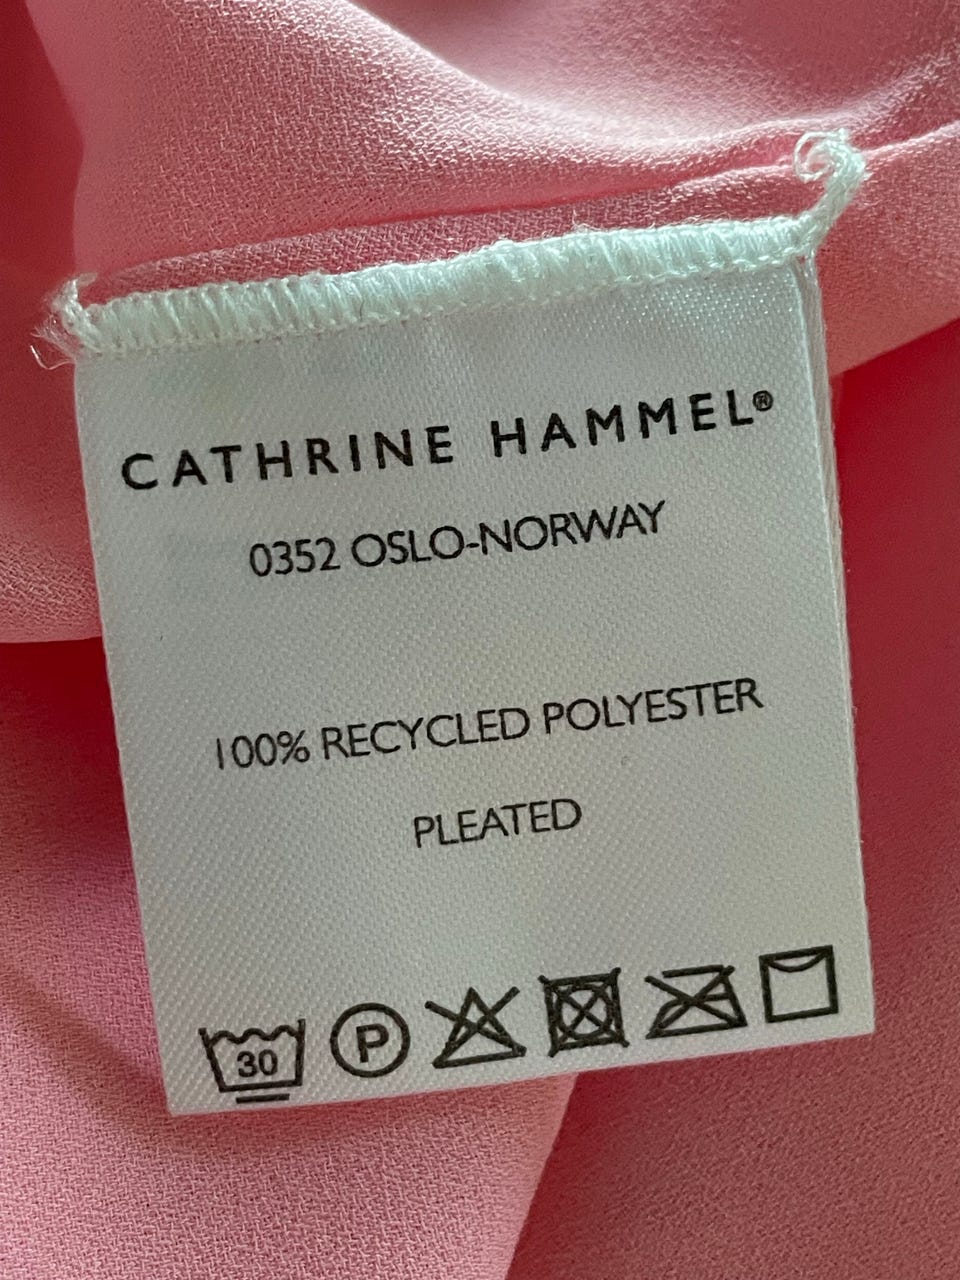 CATHRINE HAMMEL®
0352 OSLO-NORWAY
100% RECYCLED POLYESTER
PLEATED
30 P